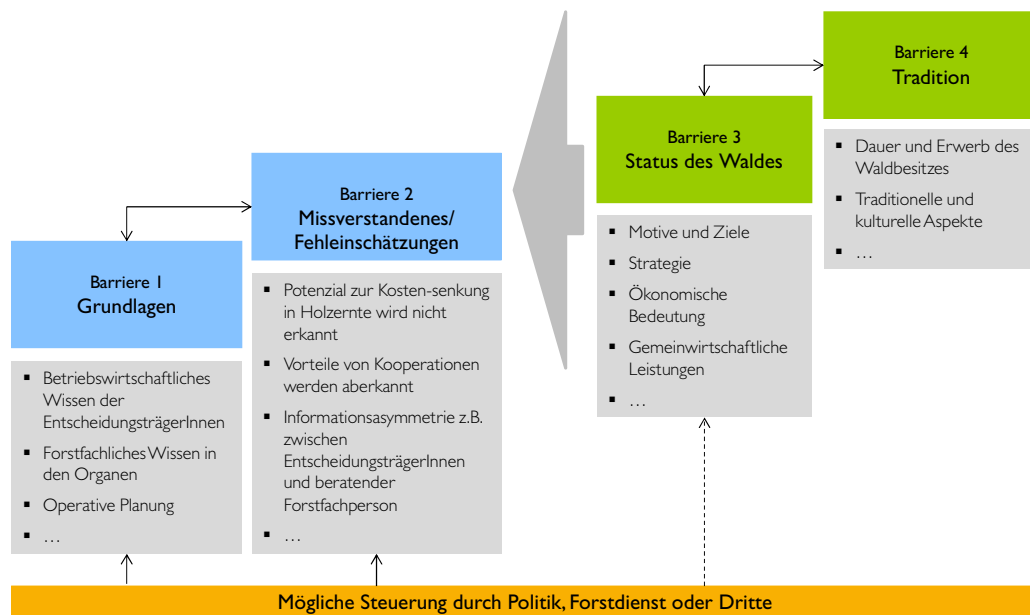 Barriere 1
Grundlagen
▪ Betriebswirtschaftliches
Wissen der
EntscheidungsträgerInnen
▪ Forstfachliches Wissen in
den Organen
▪ Operative Planung
▪ …
Barriere 2
Missverstandenes/
Fehleinschätzungen
▪ Potenzial zur Kosten-senkung
in Holzernte wird nicht
erkannt
▪ Vorteile von Kooperationen
werden aberkannt
▪ Informationsasymmetrie z.B.
zwischen
EntscheidungsträgerInnen
und beratender
Forstfachperson
▪ …
Barriere 3
Status des Waldes
▪ Motive und Ziele
▪ Strategie
▪ Ökonomische
Bedeutung
▪ Gemeinwirtschaftliche
Leistungen
▪ …
Barriere 4
Tradition
▪ Dauer und Erwerb des
Waldbesitzes
▪ Traditionelle und
kulturelle Aspekte
▪ …
Mögliche Steuerung durch Politik, Forstdienst oder Dritte